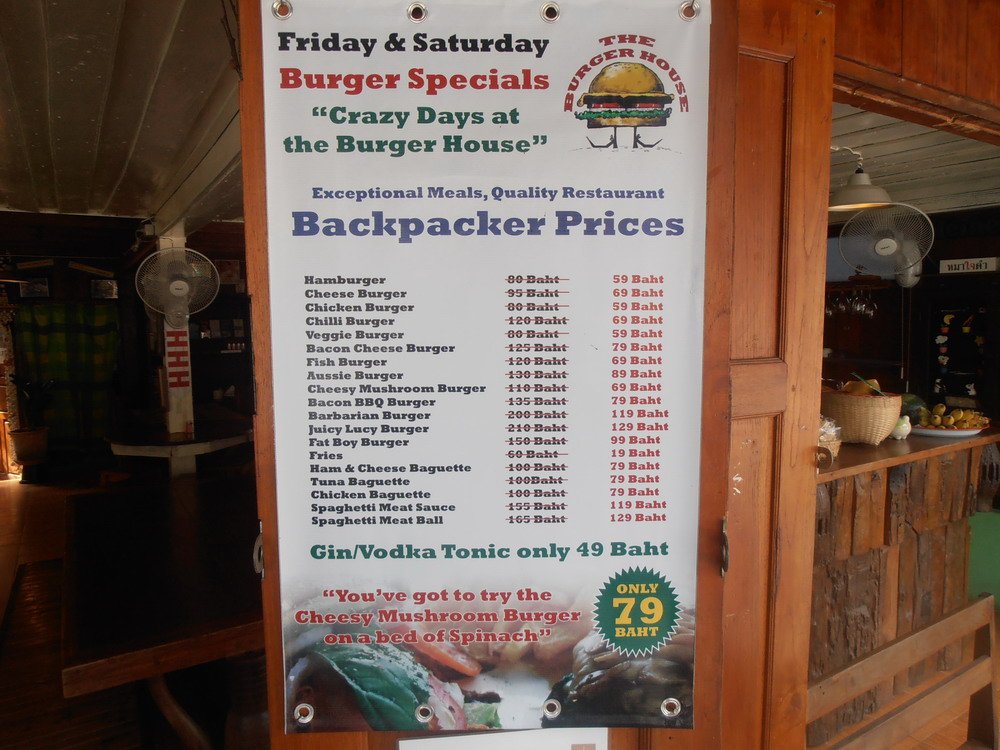 Friday & Saturday
Burger Specials
“Crazy Days at
the Burger House”
THE
BURGER HOUSE
Exceptional Meals, Quality Restaurant
Backpacker Prices
Hamburger 80 Baht 59 Baht
Cheese Burger 95 Baht 69 Baht
Chicken Burger 80 Baht 59 Baht
Chilli Burger 120 Baht 69 Baht
Veggie Burger 80 Baht 59 Baht
Bacon Cheese Burger 125 Baht 79 Baht
Fish Burger 120 Baht 69 Baht
Aussie Burger 130 Baht 89 Baht
Cheesy Mushroom Burger 110 Baht 69 Baht
Bacon BBQ Burger 135 Baht 79 Baht
Barbarian Burger 200 Baht 119 Baht
Juicy Lucy Burger 210 Baht 129 Baht
Fat Boy Burger 150 Baht 99 Baht
Fries 60 Baht 19 Baht
Ham & Cheese Baguette 100 Baht 79 Baht
Tuna Baguette 100Baht 79 Baht
Chicken Baguette 100 Baht 79 Baht
Spaghetti Meat Sauce 155 Baht 119 Baht
Spaghetti Meat Ball 165 Baht 129 Baht
Gin/Vodka Tonic only 49 Baht
“You’ve got to try the
Cheesy Mushroom Burger
on a bed of Spinach”
ONLY
79
BAHT
HHH